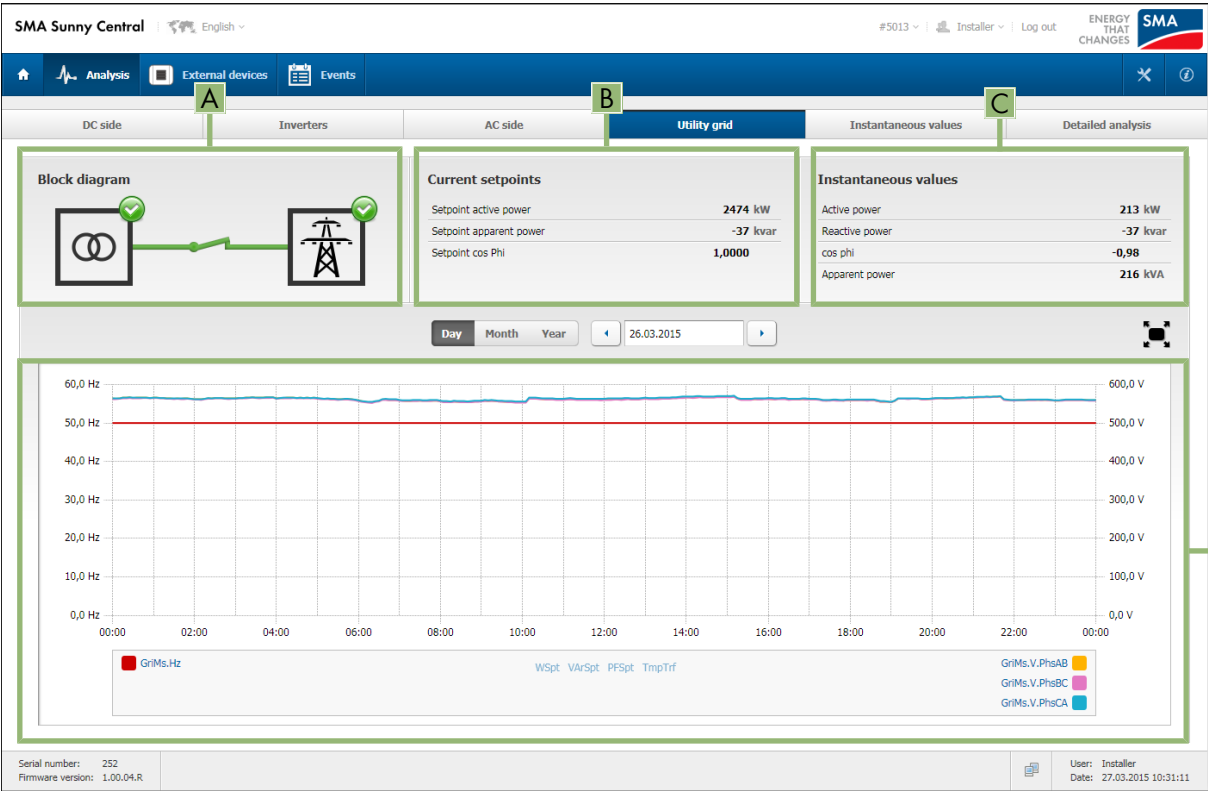 SMA Sunny Central English #5013 Installer Log out ENERGY THAT CHANGES SMA
Analysis External devices Events
A B C
DC side Inverters AC side Utility grid Instantaneous values Detailed analysis
Block diagram
Current setpoints
Setpoint active power 2474 kW
Setpoint apparent power -37 kvar
Setpoint cos Phi 1,0000
Instantaneous values
Active power 213 kW
Reactive power -37 kvar
cos phi -0,98
Apparent power 216 kVA
Day Month Year 26.03.2015
60,0 Hz 600,0 V
50,0 Hz 500,0 V
40,0 Hz 400,0 V
30,0 Hz 300,0 V
20,0 Hz 200,0 V
10,0 Hz 100,0 V
0,0 Hz 0,0 V
00:00 02:00 04:00 06:00 08:00 10:00 12:00 14:00 16:00 18:00 20:00 22:00 00:00
GriMs.Hz WSpt VArSpt PFSpt TmpTrf GriMs.V.PhsAB
GriMs.V.PhsBC
GriMs.V.PhsCA
Serial number: 252 User: Installer
Firmware version: 1.00.04.R Date: 27.03.2015 10:31:11